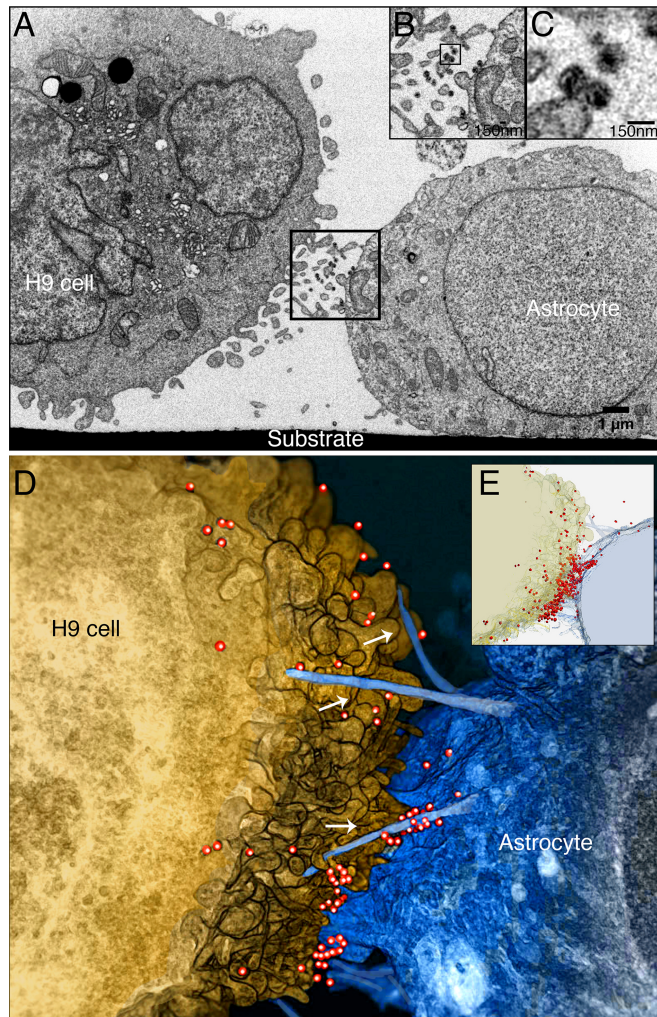 A
B
C
150nm
150nm
H9 cell
Astrocyte
1 μm
Substrate
D
E
H9 cell
Astrocyte